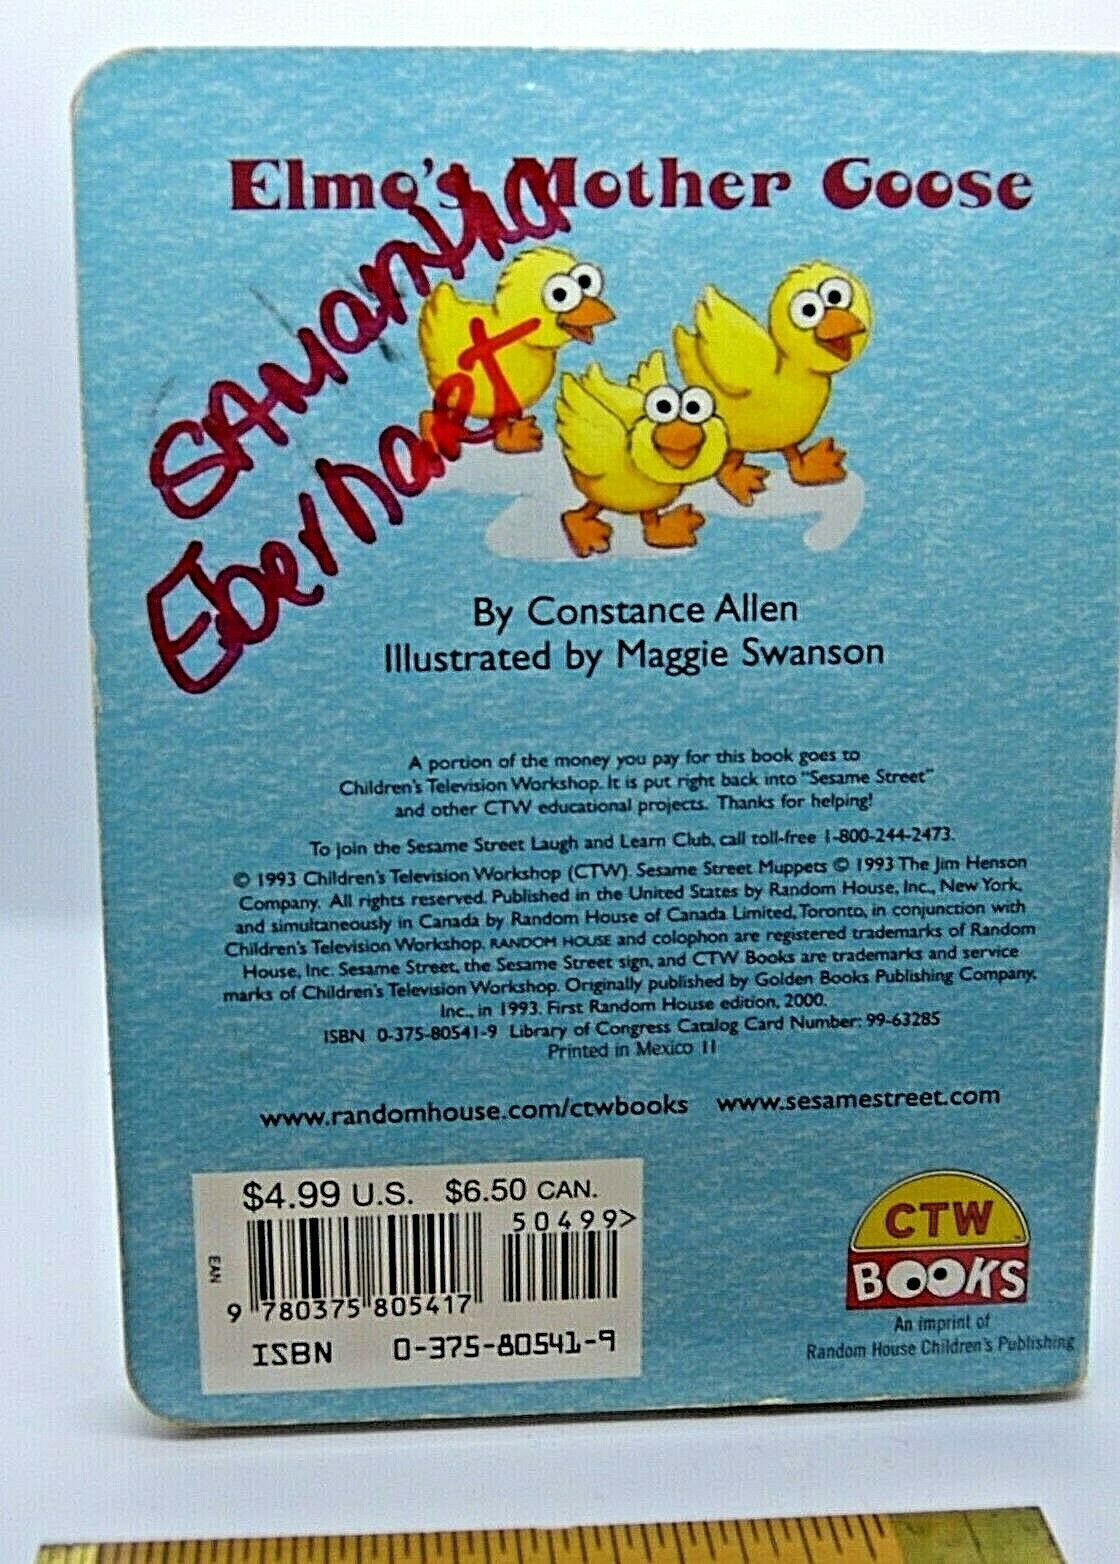 Elmo's Mother Goose
SAMANtha
Eberhart
By Constance Allen
Illustrated by Maggie Swanson
A portion of the money you pay for this book goes to
Children's Television Workshop. It is put right back into "Sesame Street"
and other CTW educational projects. Thanks for helping!
To join the Sesame Street Laugh and Learn Club, call toll-free 1-800-244-2473.
© 1993 Children's Television Workshop (CTW). Sesame Street Muppets © 1993 The Jim Henson
Company. All rights reserved. Published in the United States by Random House, Inc., New York,
and simultaneously in Canada by Random House of Canada Limited, Toronto, in conjunction with
Children's Television Workshop. RANDOM HOUSE and colophon are registered trademarks of Random
House, Inc. Sesame Street, the Sesame Street sign, and CTW Books are trademarks and service
marks of Children's Television Workshop. Originally published by Golden Books Publishing Company,
Inc., in 1993. First Random House edition, 2000.
ISBN 0-375-80541-9 Library of Congress Catalog Card Number: 99-63285
Printed in Mexico 11
www.randomhouse.com/ctwbooks www.sesamestreet.com
$4.99 U.S. $6.50 CAN.
50499>
EAN
9 780375 805417
ISBN 0-375-80541-9
CTW
BOOKS
An imprint of
Random House Children's Publishing